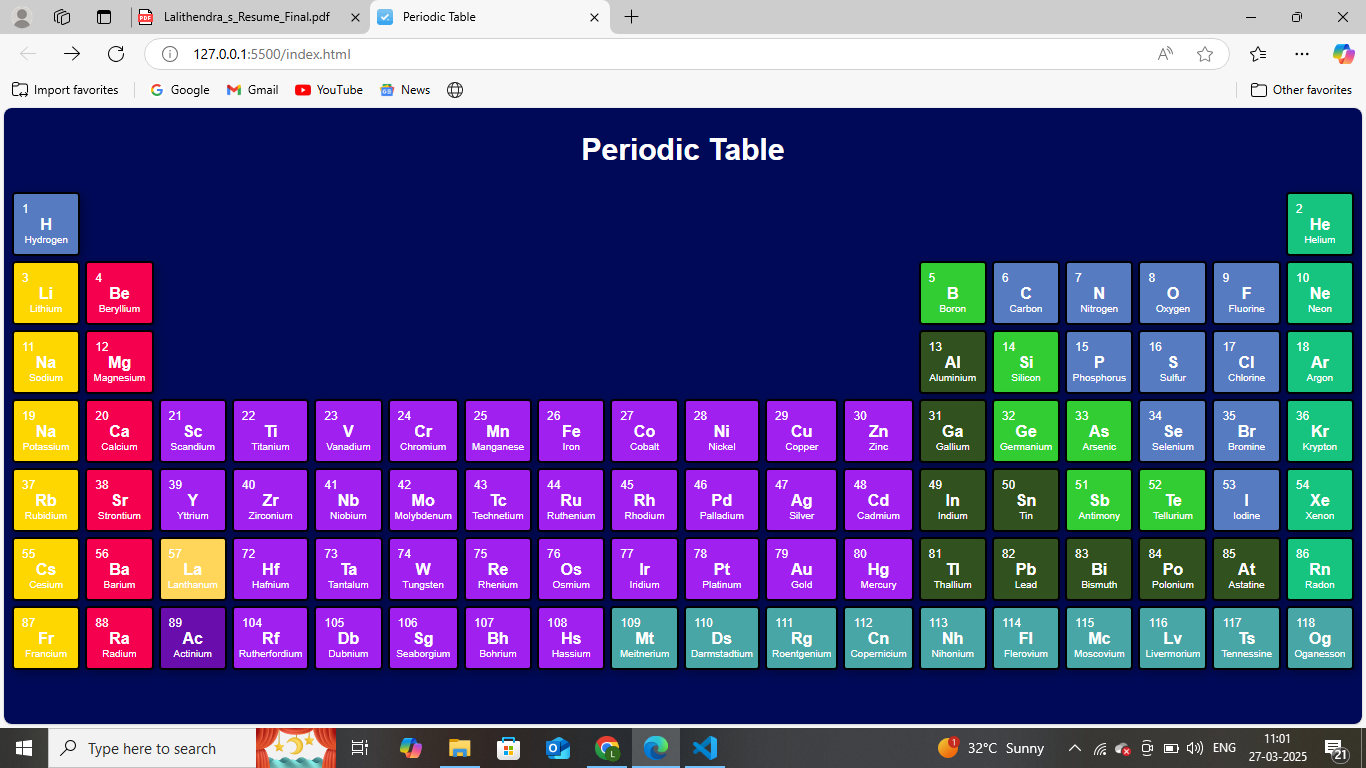 Lalithendra_s_Resume_Final.pdf
Periodic Table
127.0.0.1:5500/index.html
Import favorites
Google
Gmail
YouTube
News
Other favorites
Periodic Table
1 H Hydrogen
2 He Helium
3 Li Lithium
4 Be Beryllium
5 B Boron
6 C Carbon
7 N Nitrogen
8 O Oxygen
9 F Fluorine
10 Ne Neon
11 Na Sodium
12 Mg Magnesium
13 Al Aluminium
14 Si Silicon
15 P Phosphorus
16 S Sulfur
17 Cl Chlorine
18 Ar Argon
19 Na Potassium
20 Ca Calcium
21 Sc Scandium
22 Ti Titanium
23 V Vanadium
24 Cr Chromium
25 Mn Manganese
26 Fe Iron
27 Co Cobalt
28 Ni Nickel
29 Cu Copper
30 Zn Zinc
31 Ga Gallium
32 Ge Germanium
33 As Arsenic
34 Se Selenium
35 Br Bromine
36 Kr Krypton
37 Rb Rubidium
38 Sr Strontium
39 Y Yttrium
40 Zr Zirconium
41 Nb Niobium
42 Mo Molybdenum
43 Tc Technetium
44 Ru Ruthenium
45 Rh Rhodium
46 Pd Palladium
47 Ag Silver
48 Cd Cadmium
49 In Indium
50 Sn Tin
51 Sb Antimony
52 Te Tellurium
53 I Iodine
54 Xe Xenon
55 Cs Cesium
56 Ba Barium
57 La Lanthanum
72 Hf Hafnium
73 Ta Tantalum
74 W Tungsten
75 Re Rhenium
76 Os Osmium
77 Ir Iridium
78 Pt Platinum
79 Au Gold
80 Hg Mercury
81 Tl Thallium
82 Pb Lead
83 Bi Bismuth
84 Po Polonium
85 At Astatine
86 Rn Radon
87 Fr Francium
88 Ra Radium
89 Ac Actinium
104 Rf Rutherfordium
105 Db Dubnium
106 Sg Seaborgium
107 Bh Bohrium
108 Hs Hassium
109 Mt Meitnerium
110 Ds Darmstadtium
111 Rg Roentgenium
112 Cn Copernicium
113 Nh Nihonium
114 Fl Flerovium
115 Mc Moscovium
116 Lv Livermorium
117 Ts Tennessine
118 Og Oganesson
Type here to search
1
32°C Sunny
ENG
11:01
27-03-2025
21